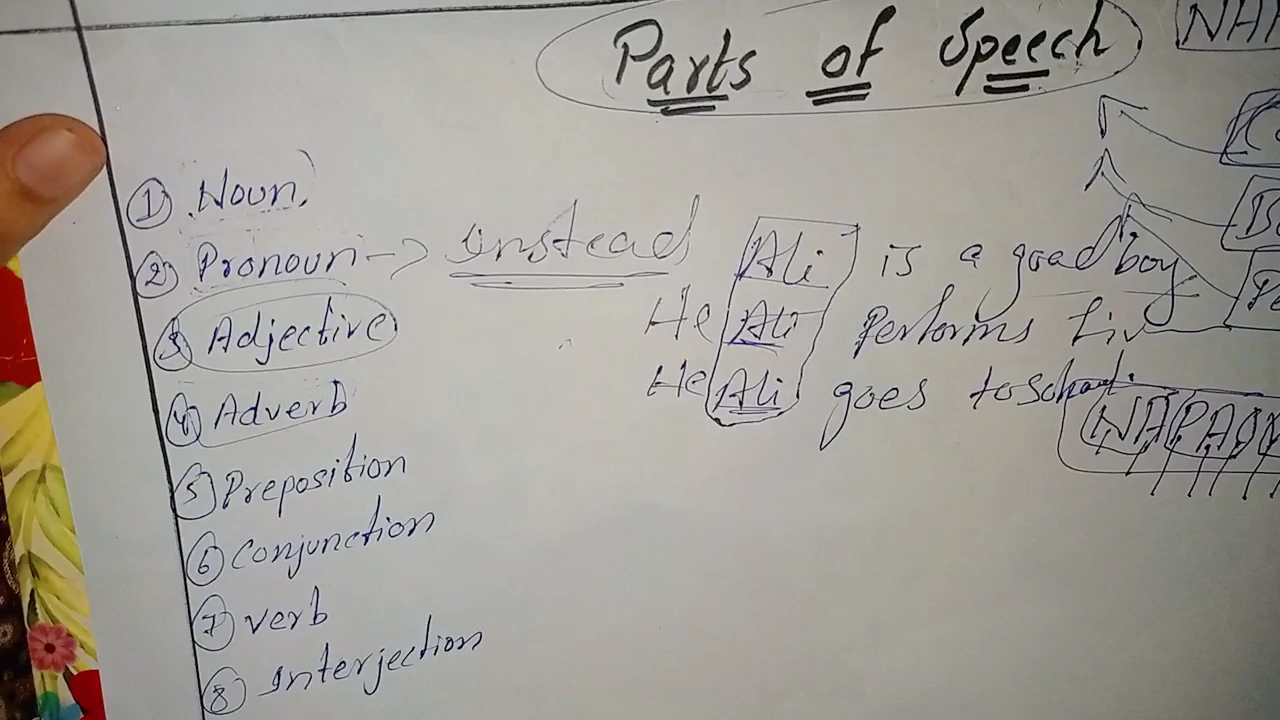 Parts of Speech
① Noun
② Pronoun -> instead
③ Adjective
④ Adverb
⑤ Preposition
⑥ Conjunction
⑦ verb
⑧ Interjection
Ali is a good boy
He Ali Performs
He Ali goes to school.